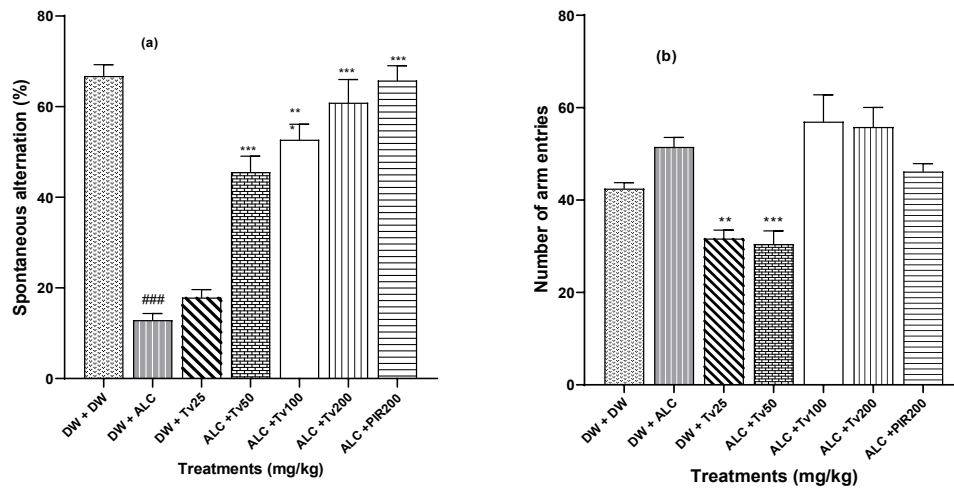 80
60
40
20
0
Spontaneous alternation (%)
(a)
###
***
**
*
***
***
DW + DW
DW + ALC
DW + Tv25
ALC +Tv50
ALC +Tv100
ALC +Tv200
ALC +PIR200
Treatments (mg/kg)
80
60
40
20
0
Number of arm entries
(b)
**
***
DW + DW
DW + ALC
DW + Tv25
ALC +Tv50
ALC +Tv100
ALC +Tv200
ALC +PIR200
Treatments (mg/kg)